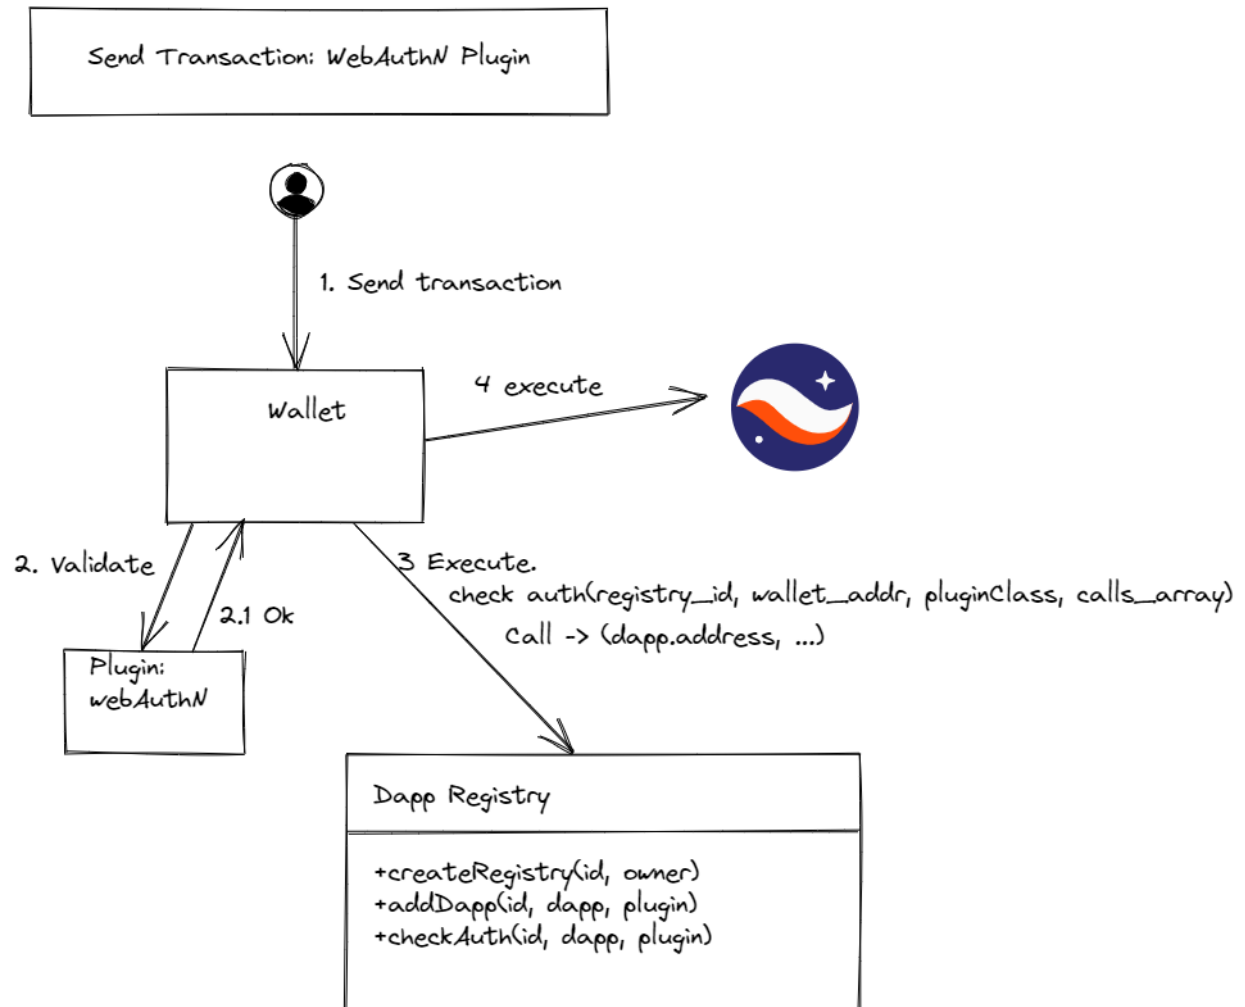 Send Transaction: WebAuthN Plugin
1. Send transaction
Wallet
4 execute
2. Validate
2.1 Ok
3 Execute.
check auth(registry_id, wallet_addr, pluginClass, calls_array)
Call -> (dapp.address, ...)
Plugin:
webAuthN
Dapp Registry
+createRegistry(id, owner)
+addDapp(id, dapp, plugin)
+checkAuth(id, dapp, plugin)